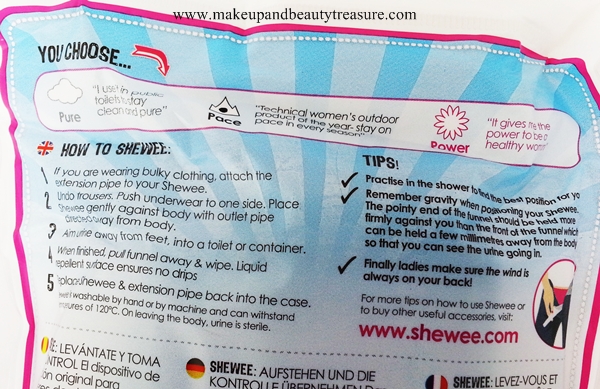 www.makeupandbeautytreasure.com
YOU CHOOSE...
"I use it in public
toilets to stay
clean and pure"
Pure
Pace
"Technical women's outdoor
product of the year- stay on
pace in every season"
Power
"It gives me the
power to be a
healthy woman"
HOW TO SHEWEE:
1 If you are wearing bulky clothing, attach the
extension pipe to your Shewee.
2 Undo trousers. Push underwear to one side. Place
Shewee gently against body with outlet pipe
directed away from body.
3 Aim urine away from feet, into a toilet or container.
4 When finished, pull funnel away & wipe. Liquid
repellent surface ensures no drips
5 Replace shewee & extension pipe back into the case.
is washable by hand or by machine and can withstand
of 120°C. On leaving the body, urine is sterile.
TIPS!
✓ Practise in the shower to find the best position for yo
✓ Remember gravity when positioning your Shewee.
The pointy end of the funnel should be held more
firmly against you than the front of the funnel which
can be held a few millimetres away from the body
so that you can see the urine going in.
✓ Finally ladies make sure the wind is
always on your back!
For more tips on how to use Shewee or
to buy other useful accessories, visit:
www.shewee.com
E: LEVÁNTATE Y TOMA
NTROL. El dispositivo de
ón original para
SHEWEE: AUFSTEHEN UND DIE
KONTROLLE ÜBERNEHMEN
SHEWEE: LEVEZ-VOUS ET